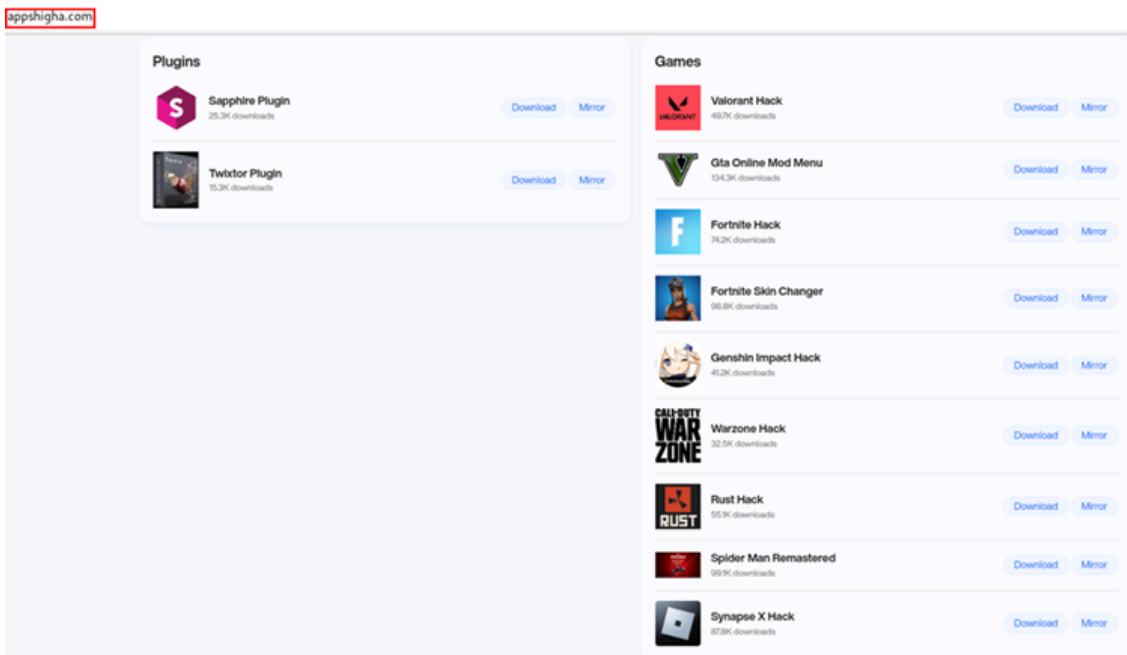 appshigha.com
Plugins
Sapphire Plugin
25.3K downloads
Download Mirror
Twixtor Plugin
15.3K downloads
Download Mirror
Games
VALORANT
Valorant Hack
49.7K downloads
Download Mirror
Gta Online Mod Menu
134.3K downloads
Download Mirror
Fortnite Hack
74.2K downloads
Download Mirror
Fortnite Skin Changer
98.8K downloads
Download Mirror
Genshin Impact Hack
41.2K downloads
Download Mirror
CALL·DUTY
WAR
ZONE
Warzone Hack
32.5K downloads
Download Mirror
RUST
Rust Hack
55.1K downloads
Download Mirror
Spider Man Remastered
99.1K downloads
Download Mirror
Synapse X Hack
87.8K downloads
Download Mirror